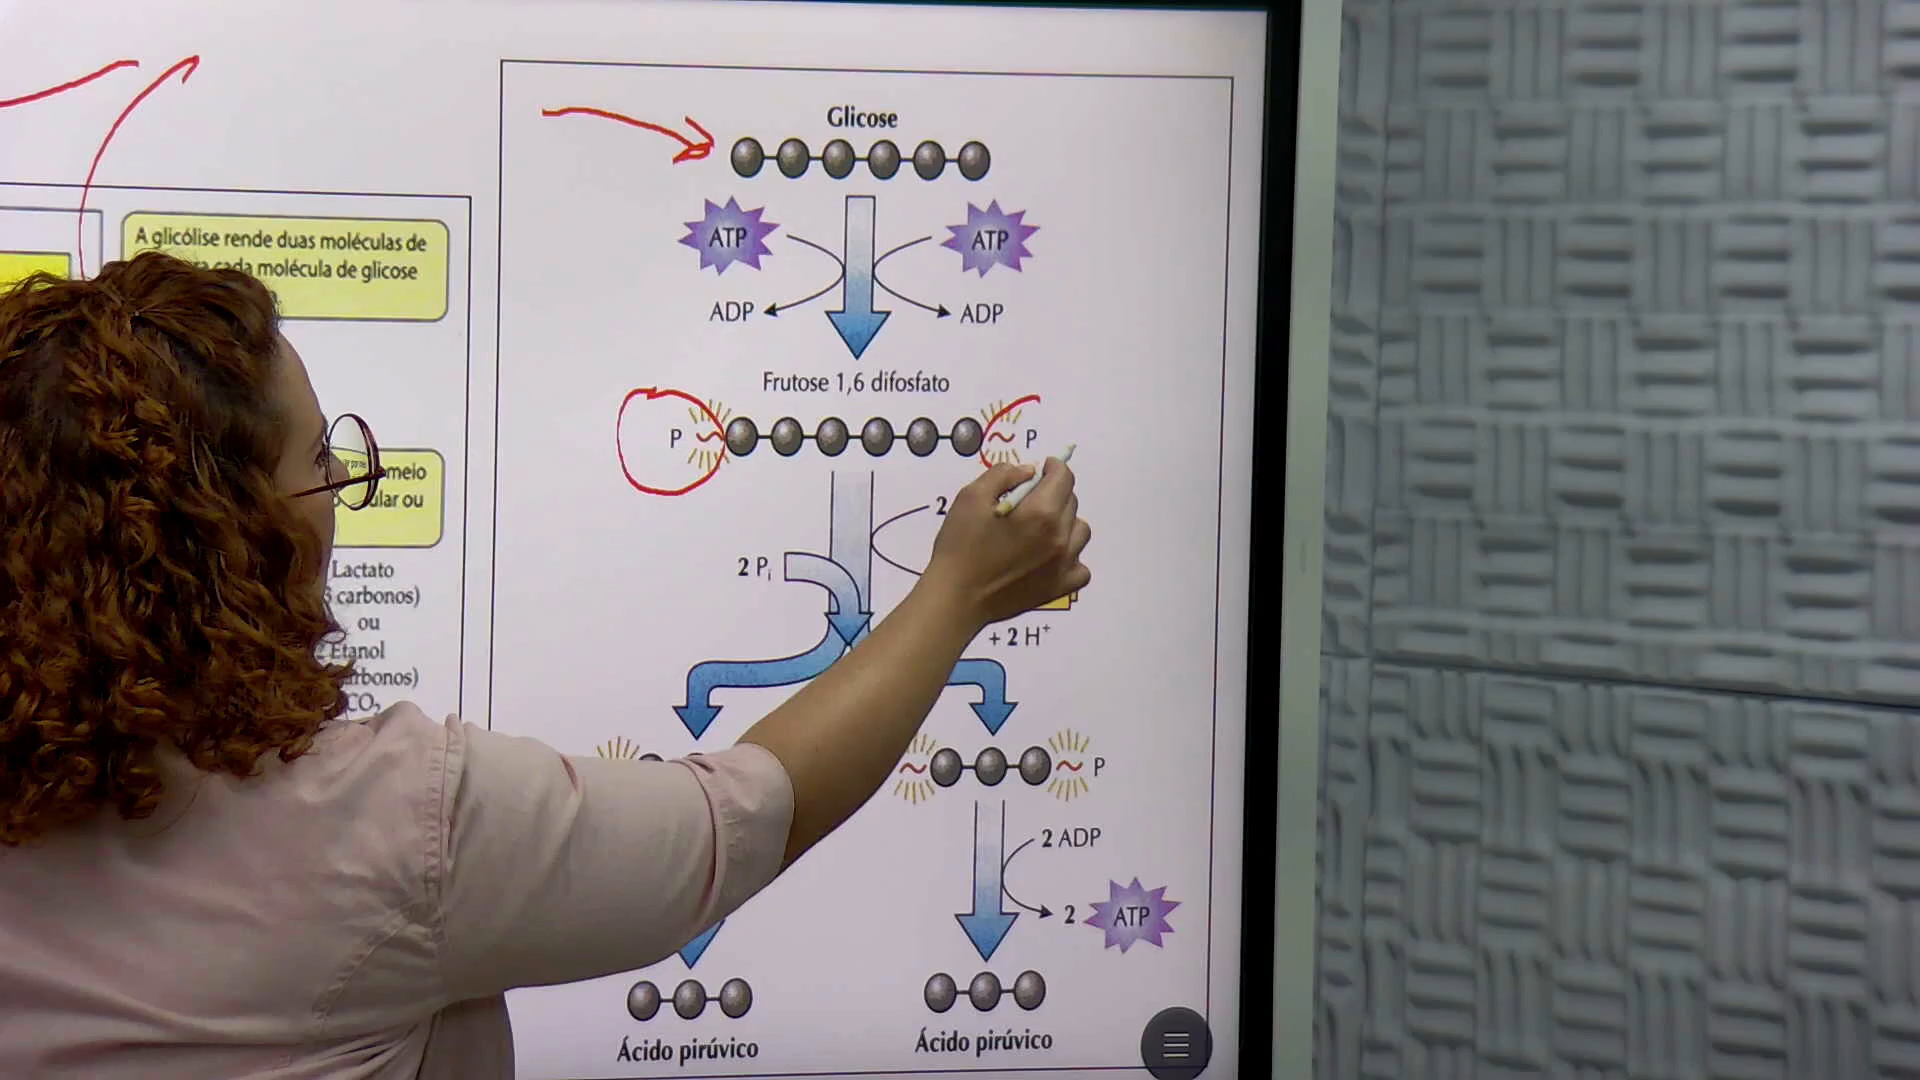 A glicólise rende duas moléculas de
cada molécula de glicose
meio
ou
Lactato
carbonos)
ou
Etanol
CO₂
Glicose
ATP
ATP
ADP
ADP
Frutose 1,6 difosfato
P
P
2
2 Pᵢ
+ 2 H⁺
P
2 ADP
2 ATP
Ácido pirúvico
Ácido pirúvico